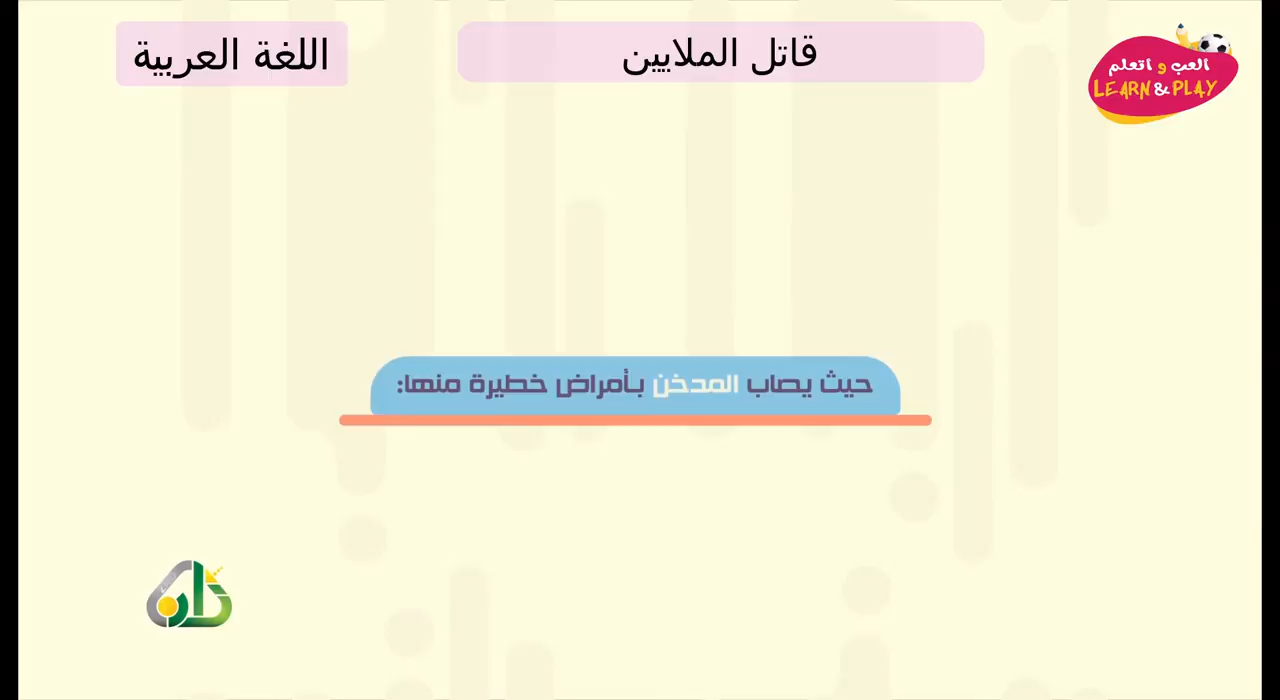 قاتل الملايين
اللغة العربية
العب و اتعلم
LEARN & PLAY
حيث يصاب المدخن بأمراض خطيرة منها: